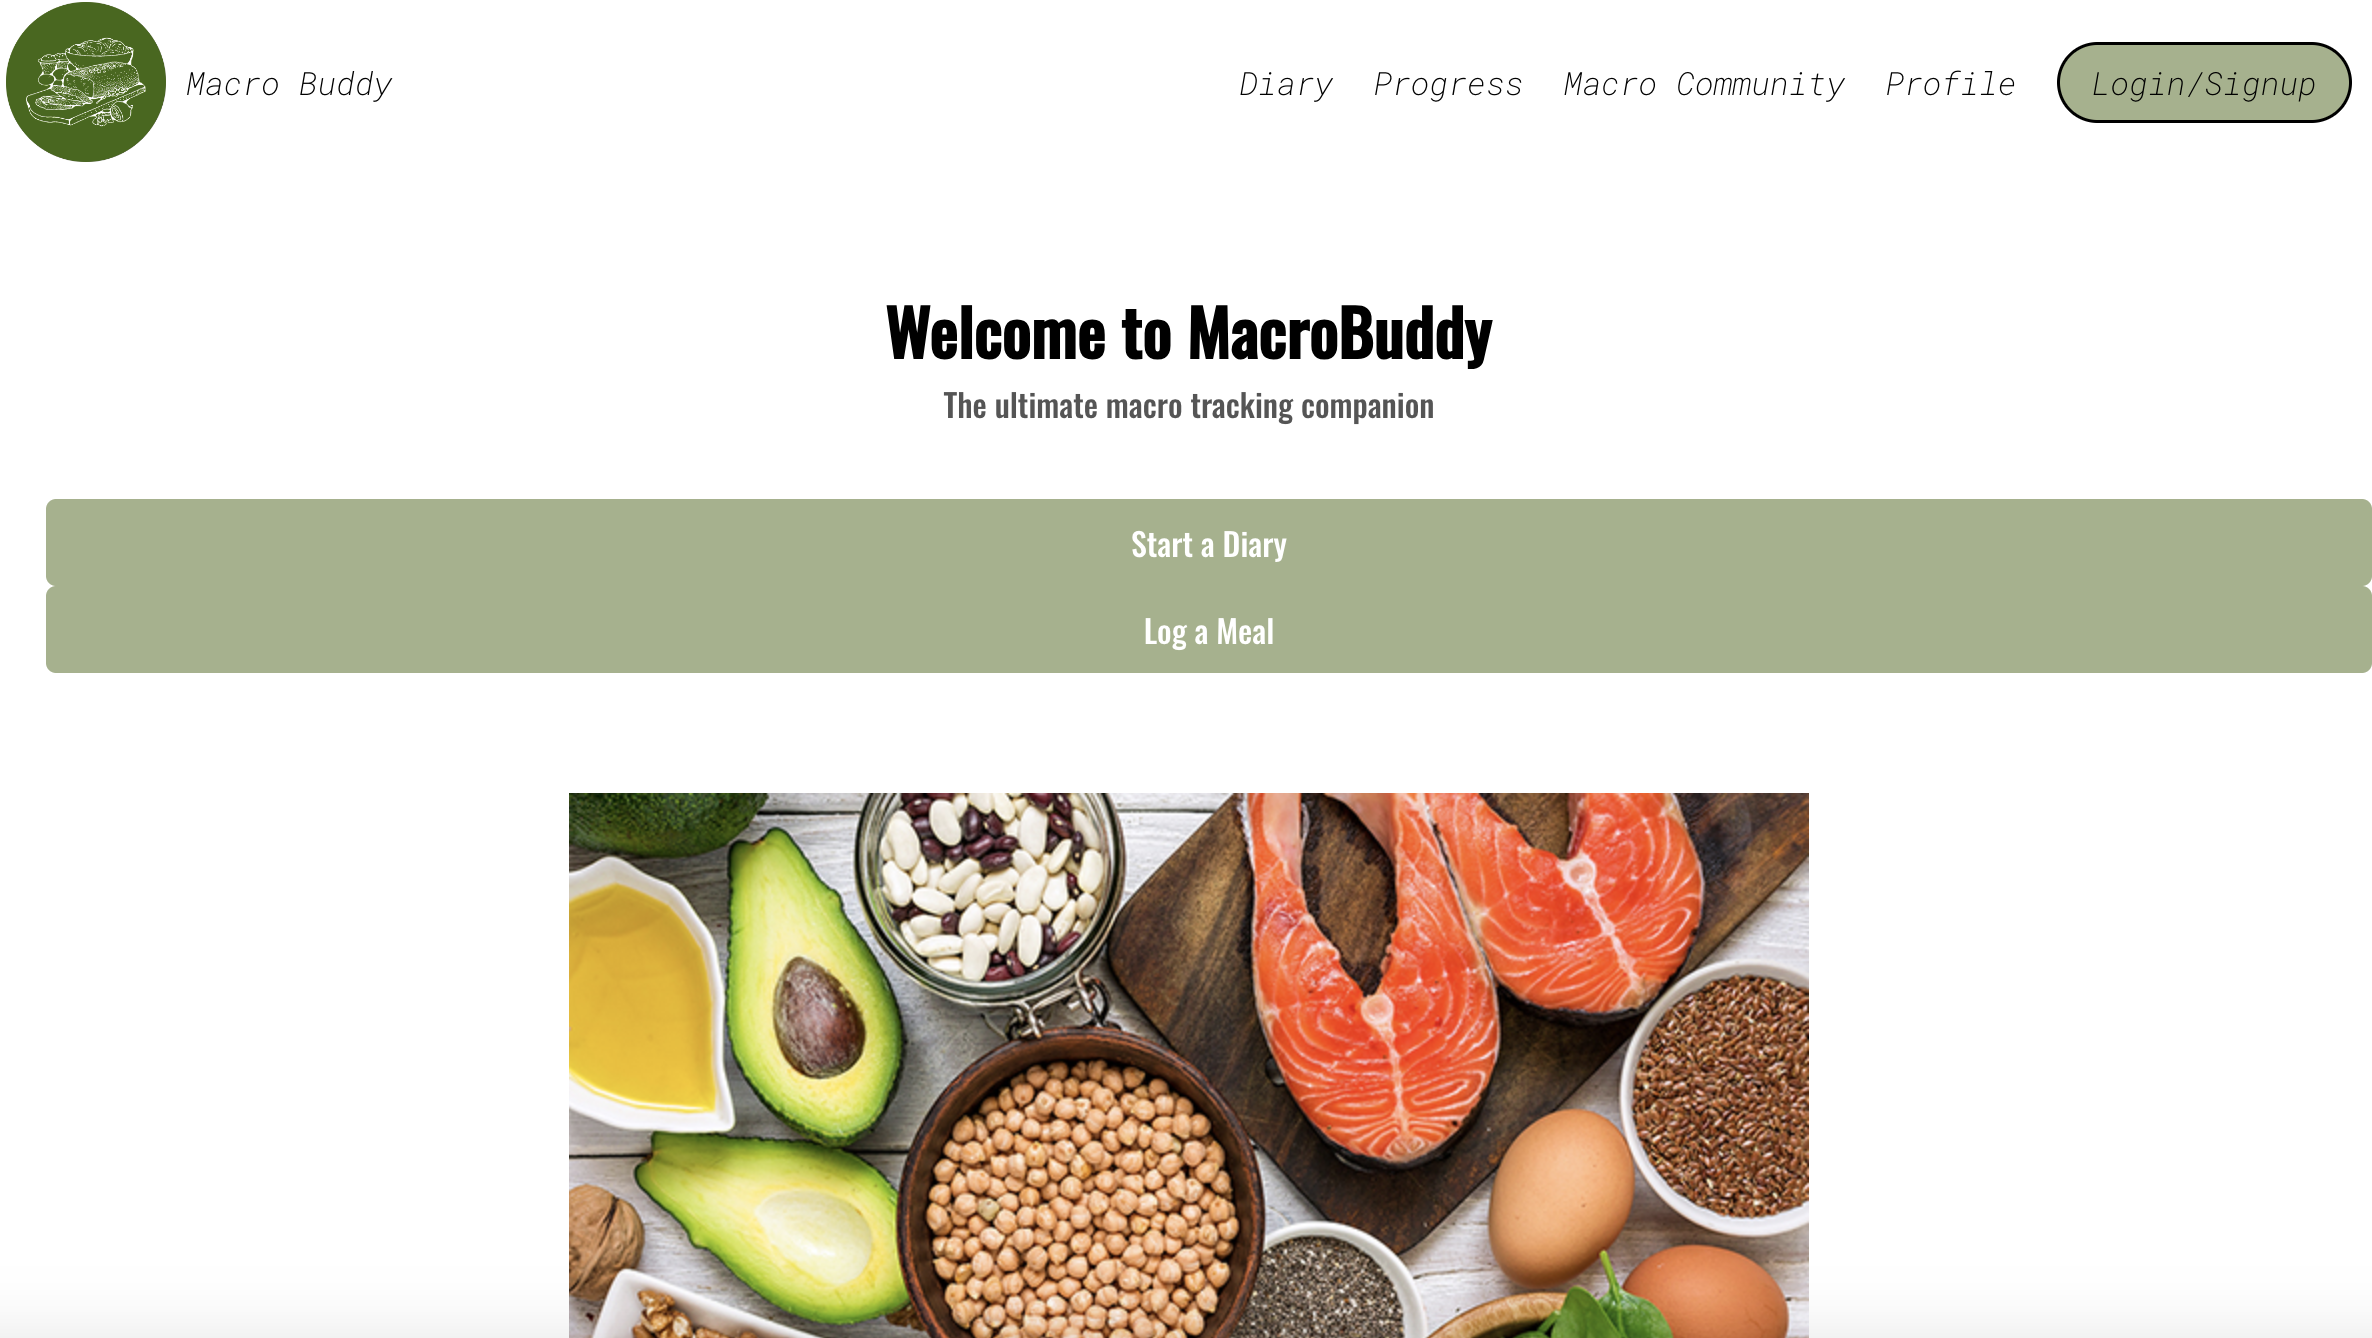 Macro Buddy
Diary Progress Macro Community Profile Login/Signup
Welcome to MacroBuddy
The ultimate macro tracking companion
Start a Diary
Log a Meal